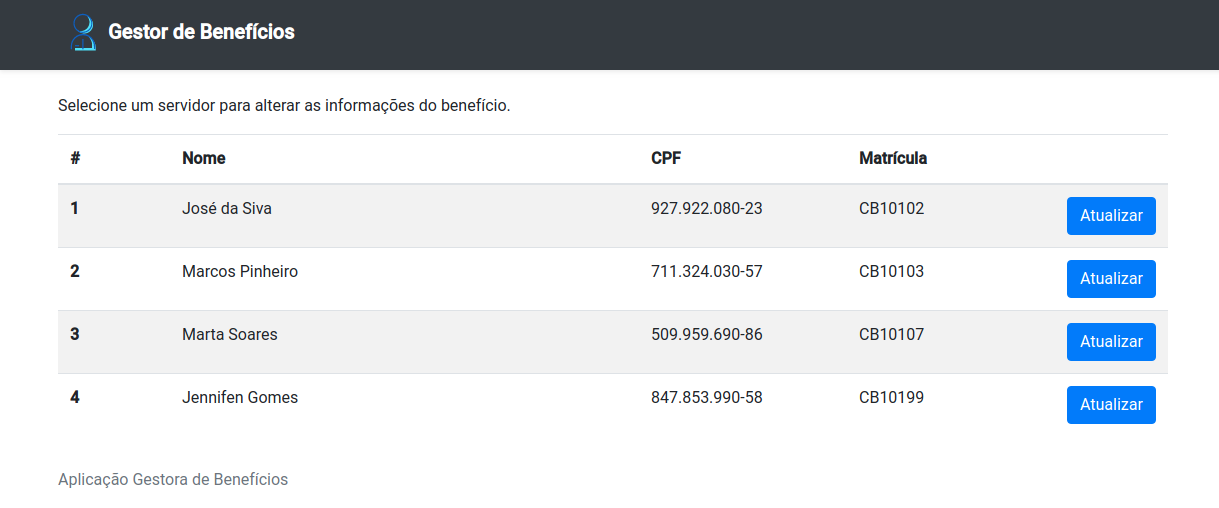 Gestor de Benefícios
Selecione um servidor para alterar as informações do benefício.
# Nome CPF Matrícula
1 José da Siva 927.922.080-23 CB10102 Atualizar
2 Marcos Pinheiro 711.324.030-57 CB10103 Atualizar
3 Marta Soares 509.959.690-86 CB10107 Atualizar
4 Jennifen Gomes 847.853.990-58 CB10199 Atualizar
Aplicação Gestora de Benefícios